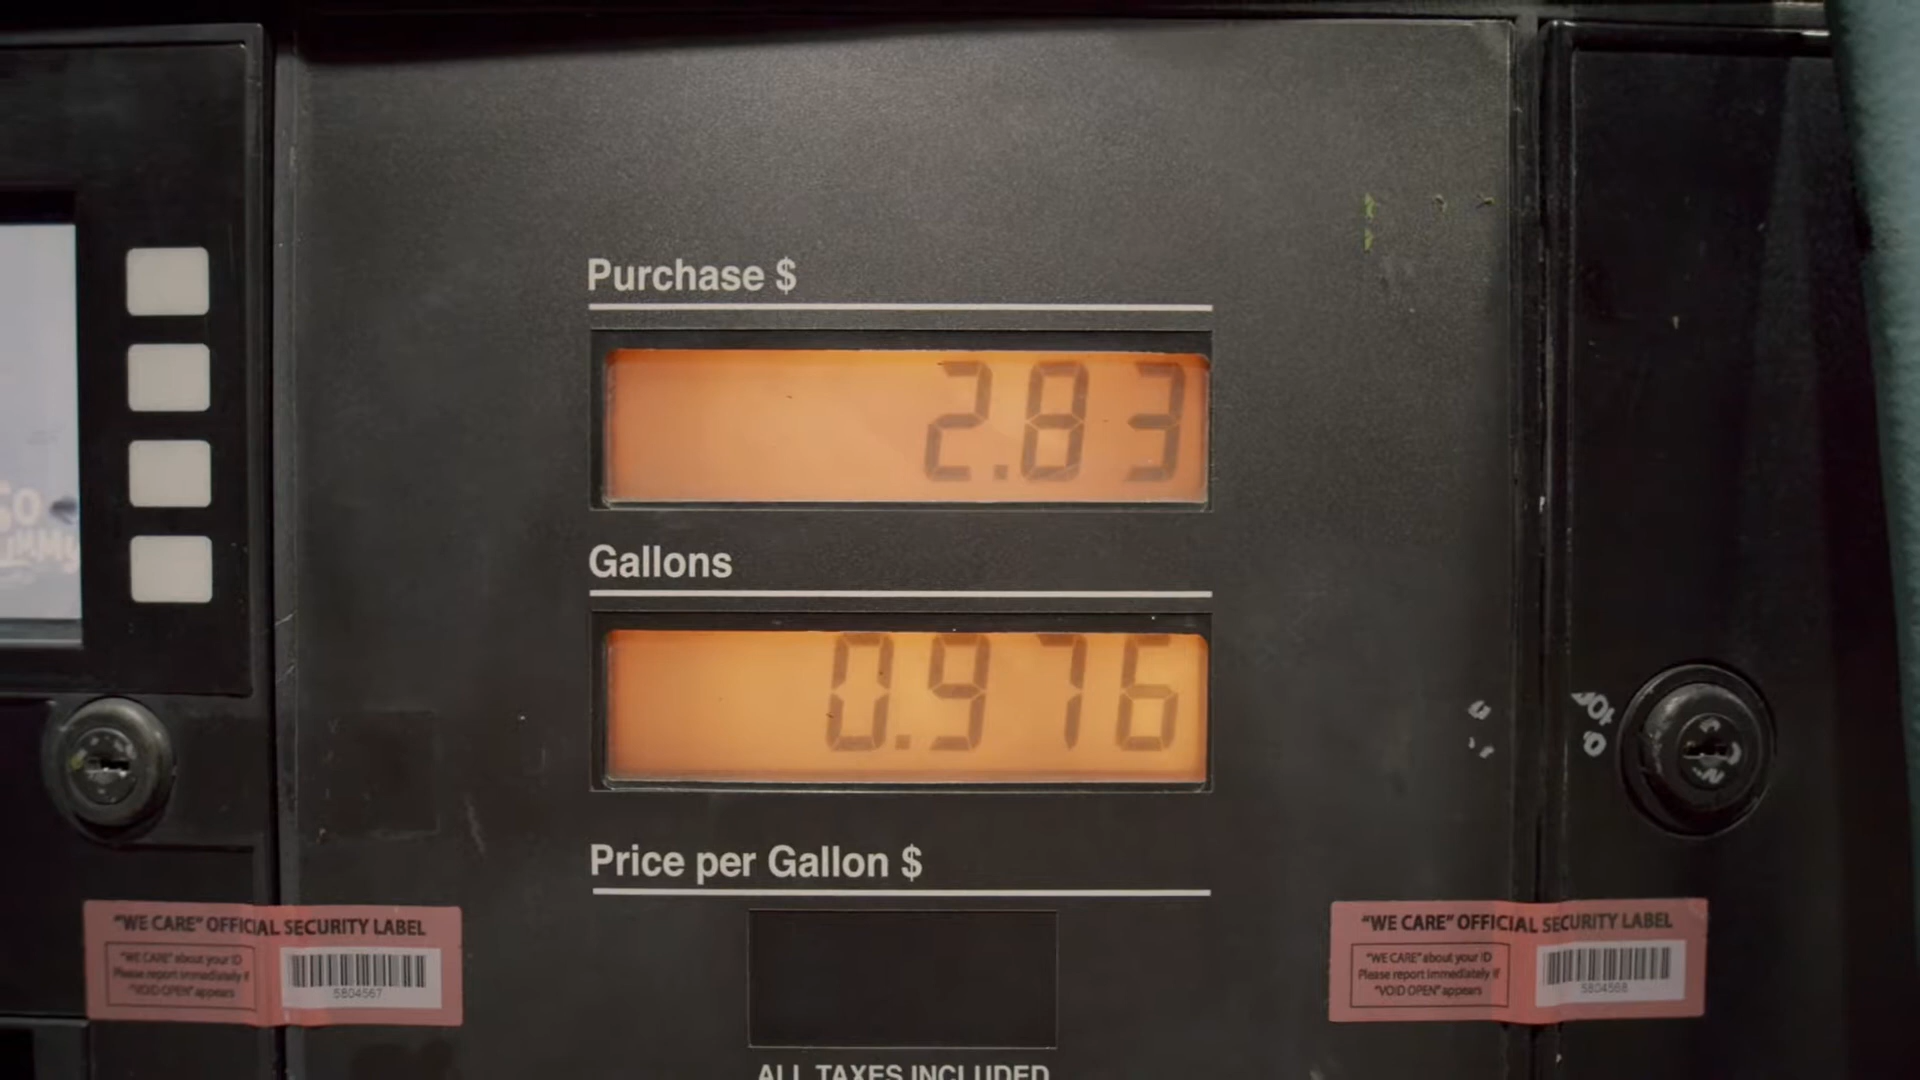 Purchase $
2.83
Gallons
0.976
Price per Gallon $
ALL TAXES INCLUDED
"WE CARE" OFFICIAL SECURITY LABEL
"WE CARE" about your ID
Please report immediately if
"VOID OPEN" appears
5804567
"WE CARE" OFFICIAL SECURITY LABEL
"WE CARE" about your ID
Please report immediately if
"VOID OPEN" appears
5804568